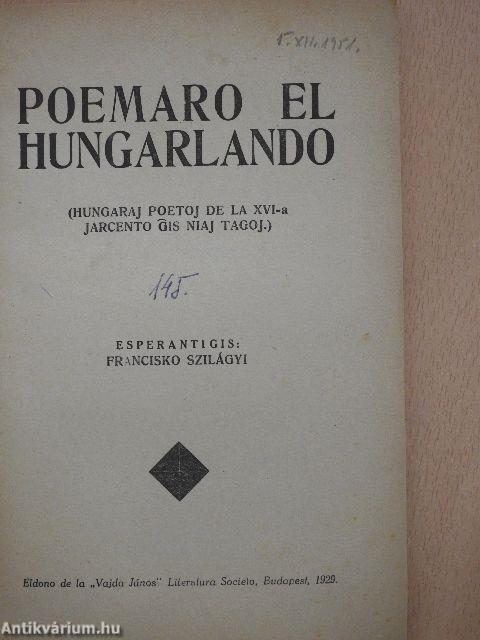 15.XII.1951.
POEMARO EL
HUNGARLANDO
(HUNGARAJ POETOJ DE LA XVI-a
JARCENTO ĜIS NIAJ TAGOJ.)
145.
ESPERANTIGIS:
FRANCISKO SZILÁGYI
Eldono de la „Vajda János" Literatura Societo, Budapest, 1929.
Antikvárium.hu